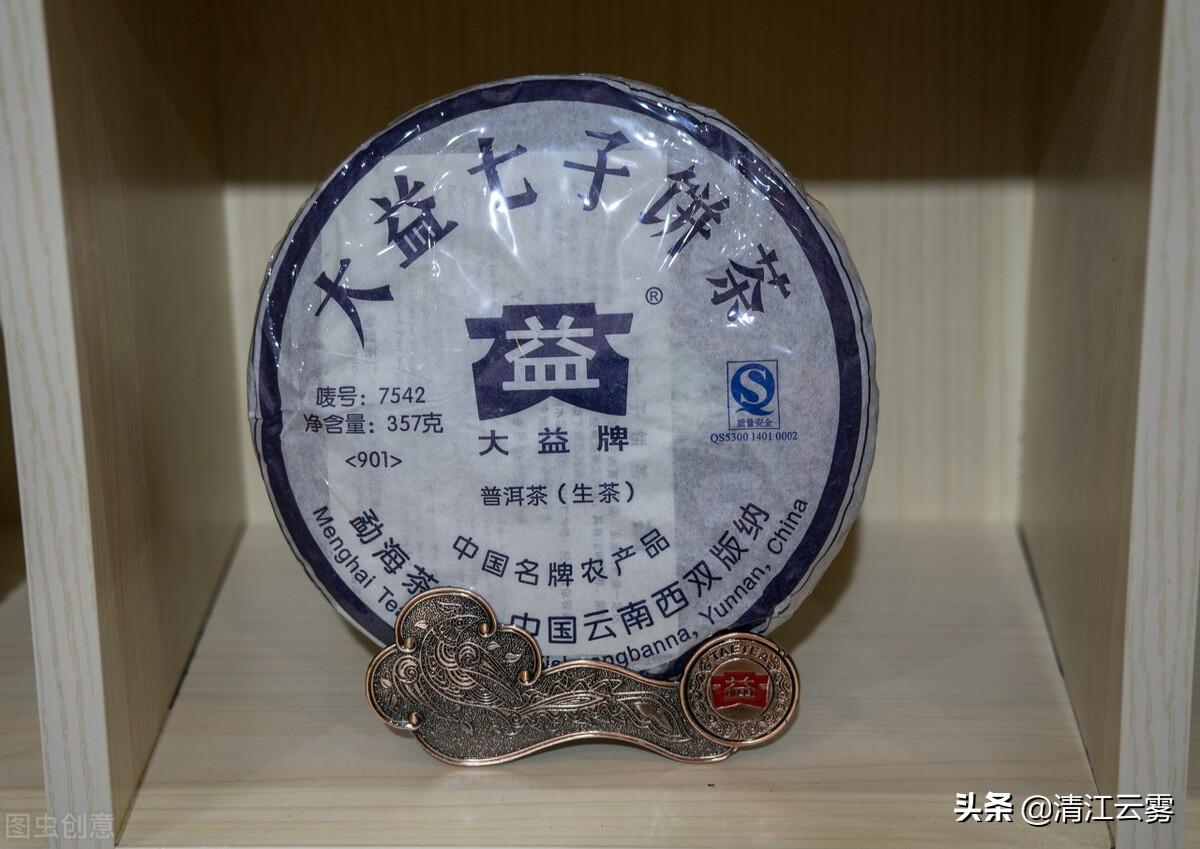 大益七子饼茶
®
益
大益牌
唛号：7542
净含量：357克
<901>
质量安全
QS5300 1401 0002
普洱茶（生茶）
中国名牌农产品
勐海茶
中国云南西双版纳
Menghai
ngbanna, Yunnan, China
TAETEA
益
图虫创意
头条 @清江云雾